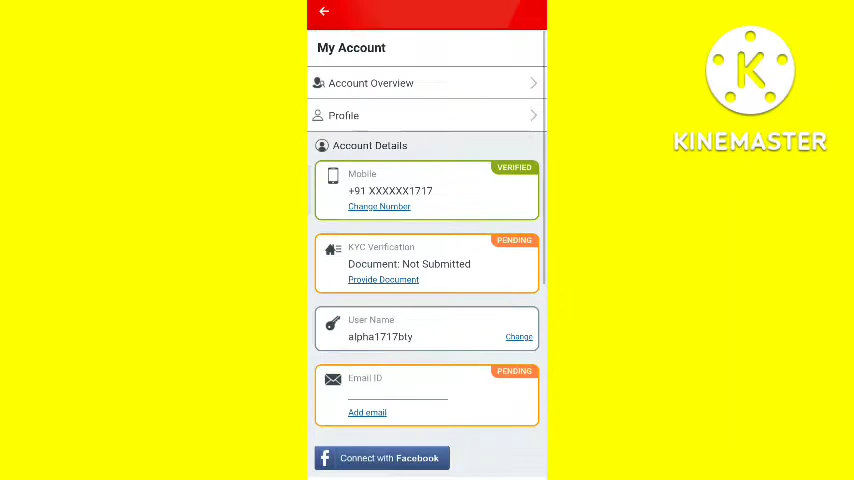 My Account
Account Overview
Profile
Account Details
VERIFIED
Mobile
+91 XXXXXX1717
Change Number
PENDING
KYC Verification
Document: Not Submitted
Provide Document
User Name
alpha1717bty
Change
PENDING
Email ID
Add email
f Connect with Facebook
K
KINEMASTER